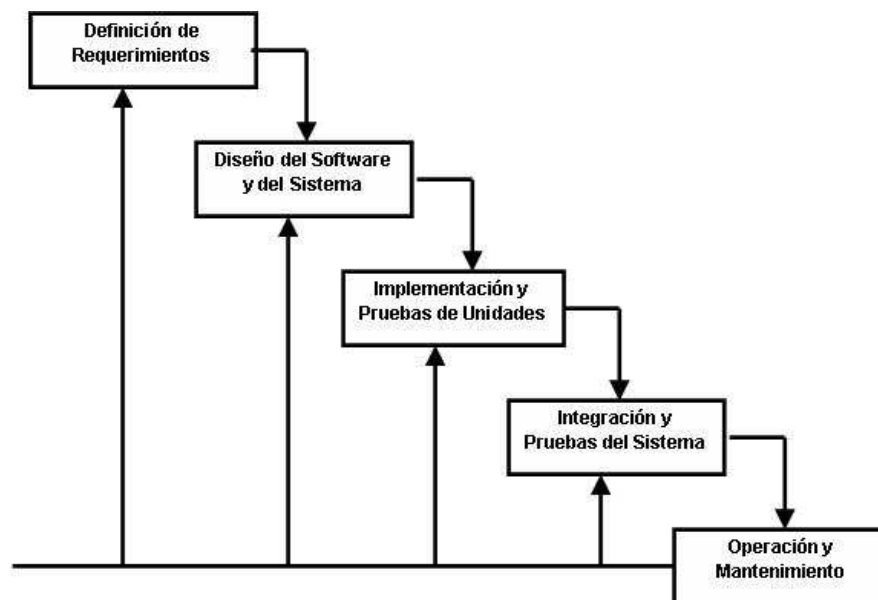 Definición de
Requerimientos
Diseño del Software
y del Sistema
Implementación y
Pruebas de Unidades
Integración y
Pruebas del Sistema
Operación y
Mantenimiento